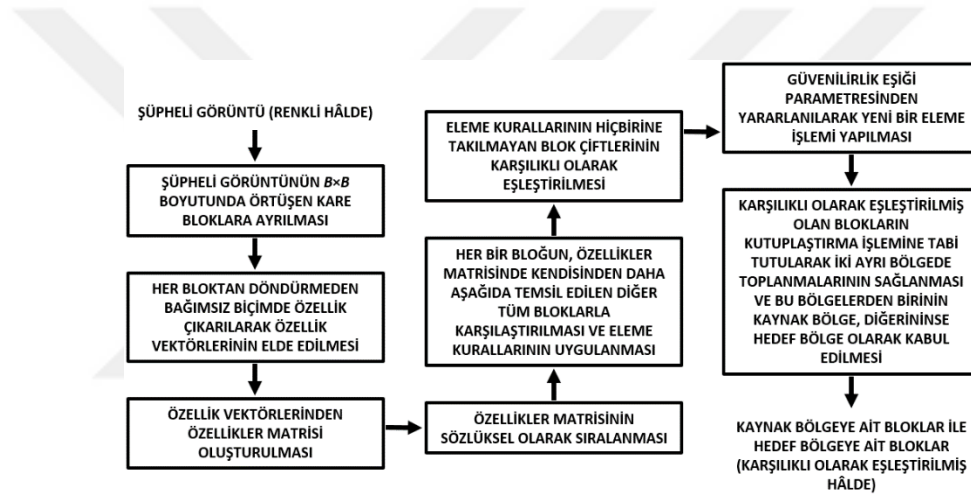 ŞÜPHELİ GÖRÜNTÜ (RENKLİ HÂLDE)
ŞÜPHELİ GÖRÜNTÜNÜN B×B
BOYUTUNDA ÖRTÜŞEN KARE
BLOKLARA AYRILMASI
HER BLOKTAN DÖNDÜRMEDEN
BAĞIMSIZ BİÇİMDE ÖZELLİK
ÇIKARILARAK ÖZELLİK
VEKTÖRLERİNİN ELDE EDİLMESİ
ÖZELLİK VEKTÖRLERİNDEN
ÖZELLİKLER MATRİSİ
OLUŞTURULMASI
ÖZELLİKLER MATRİSİNİN
SÖZLÜKSEL OLARAK SIRALANMASI
HER BİR BLOĞUN, ÖZELLİKLER
MATRİSİNDE KENDİSİNDEN DAHA
AŞAĞIDA TEMSİL EDİLEN DİĞER
TÜM BLOKLARLA
KARŞILAŞTIRILMASI VE ELEME
KURALLARININ UYGULANMASI
ELEME KURALLARININ HİÇBİRİNE
TAKILMAYAN BLOK ÇİFTLERİNİN
KARŞILIKLI OLARAK
EŞLEŞTİRİLMESİ
GÜVENİLİRLİK EŞİĞİ
PARAMETRESİNDEN
YARARLANILARAK YENİ BİR ELEME
İŞLEMİ YAPILMASI
KARŞILIKLI OLARAK EŞLEŞTİRİLMİŞ
OLAN BLOKLARIN
KUTUPLAŞTIRMA İŞLEMİNE TABİ
TUTULARAK İKİ AYRI BÖLGEDE
TOPLANMALARININ SAĞLANMASI
VE BU BÖLGELERDEN BİRİNİN
KAYNAK BÖLGE, DİĞERİNİNSE
HEDEF BÖLGE OLARAK KABUL
EDİLMESİ
KAYNAK BÖLGEYE AİT BLOKLAR İLE
HEDEF BÖLGEYE AİT BLOKLAR
(KARŞILIKLI OLARAK EŞLEŞTİRİLMİŞ
HÂLDE)